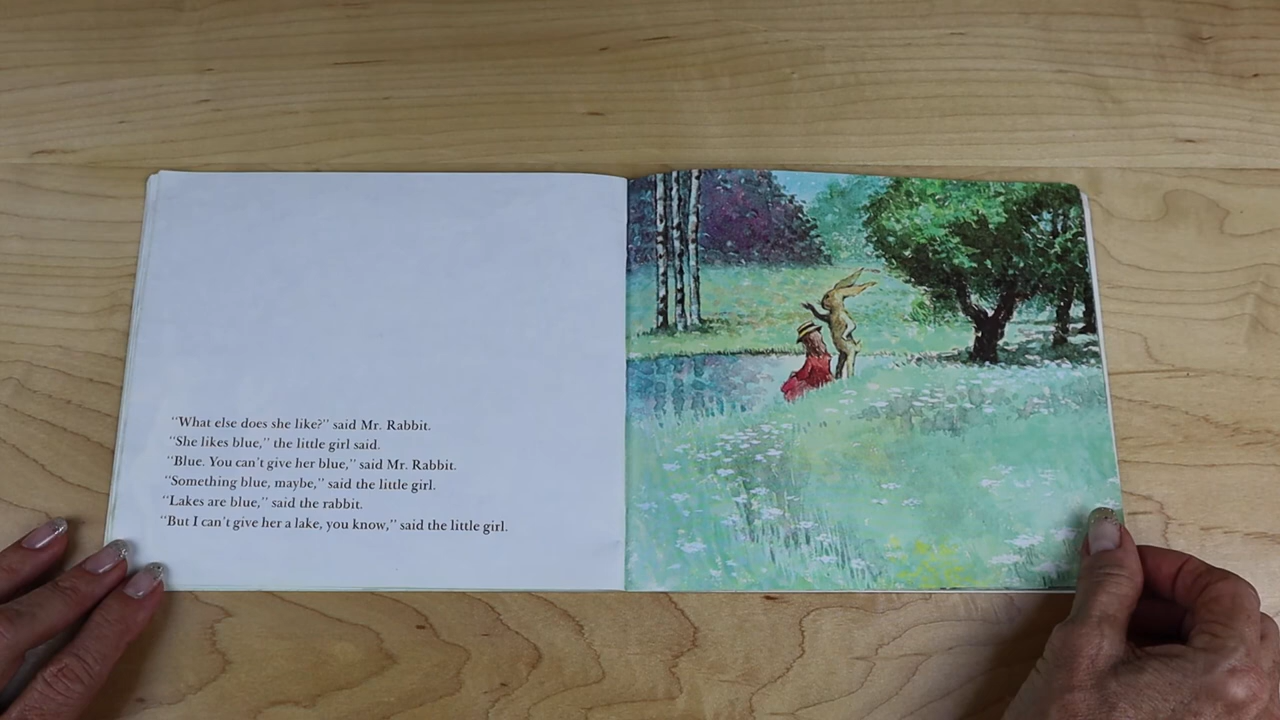 “What else does she like?” said Mr. Rabbit.
“She likes blue,” the little girl said.
“Blue. You can’t give her blue,” said Mr. Rabbit.
“Something blue, maybe,” said the little girl.
“Lakes are blue,” said the rabbit.
“But I can’t give her a lake, you know,” said the little girl.